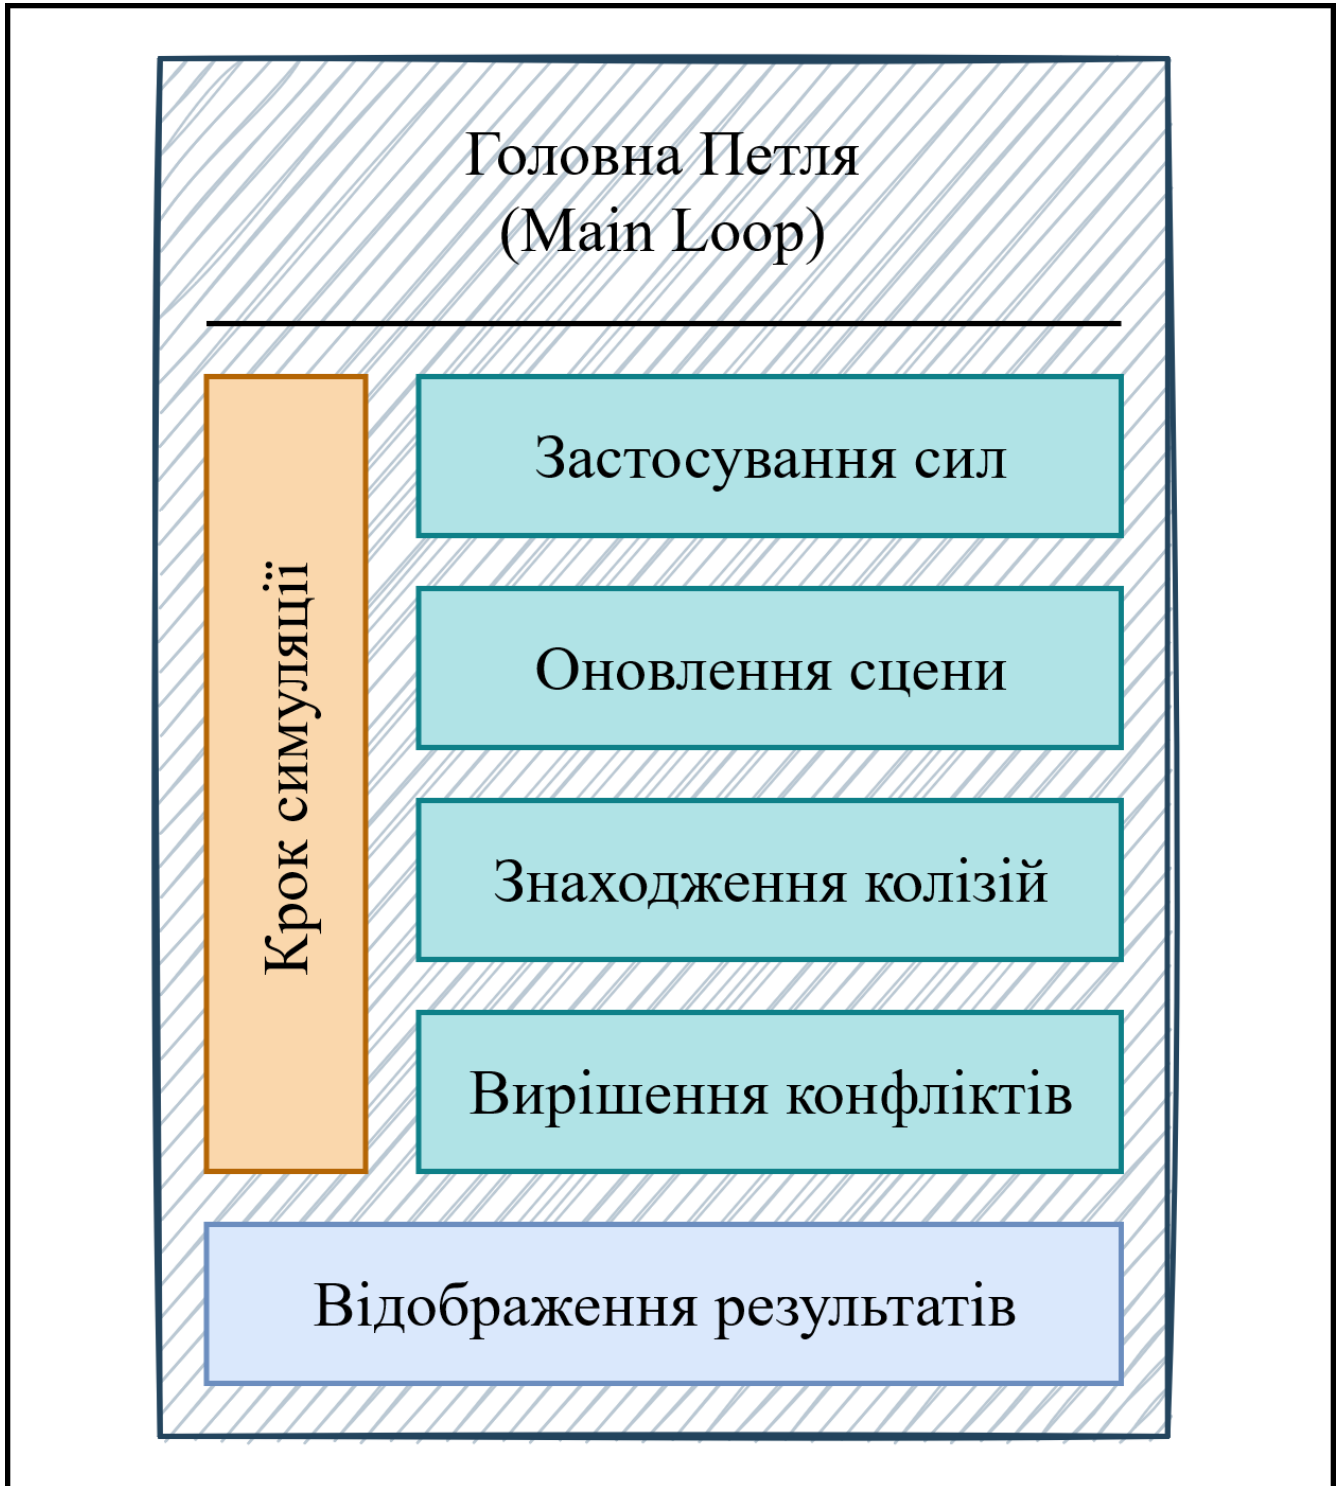 Головна Петля
(Main Loop)
Крок симуляції
Застосування сил
Оновлення сцени
Знаходження колізій
Вирішення конфліктів
Відображення результатів